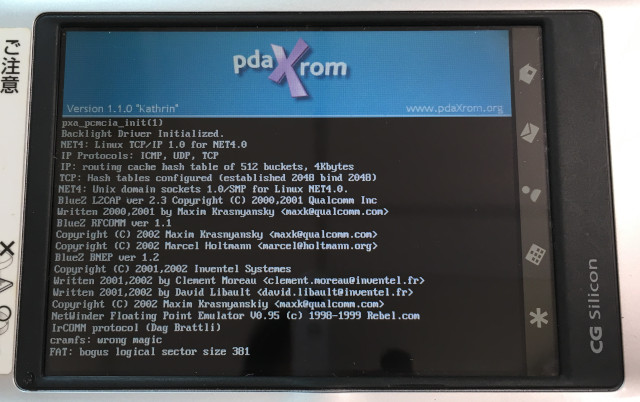 pdaXrom
Version 1.1.0 "kathrin"
www.pdaXrom.org
pxa_pcmcia_init(1)
Backlight Driver Initialized.
NET4: Linux TCP/IP 1.0 for NET4.0
IP Protocols: ICMP, UDP, TCP
IP: routing cache hash table of 512 buckets, 4Kbytes
TCP: Hash tables configured (established 2048 bind 2048)
NET4: Unix domain sockets 1.0/SMP for Linux NET4.0.
BlueZ L2CAP ver 2.3 Copyright (C) 2000,2001 Qualcomm Inc
Written 2000,2001 by Maxim Krasnyansky <maxk@qualcomm.com>
BlueZ RFCOMM ver 1.1
Copyright (C) 2002 Maxim Krasnyansky <maxk@qualcomm.com>
Copyright (C) 2002 Marcel Holtmann <marcel@holtmann.org>
BlueZ BNEP ver 1.2
Copyright (C) 2001,2002 Inventel Systemes
Written 2001,2002 by Clement Moreau <clement.moreau@inventel.fr>
Written 2001,2002 by David Libault <david.libault@inventel.fr>
Copyright (C) 2002 Maxim Krasnyanskiy <maxk@qualcomm.com>
NetWinder Floating Point Emulator V0.95 (c) 1998-1999 Rebel.com
IrCOMM protocol (Dag Brattli)
cramfs: wrong magic
FAT: bogus logical sector size 381
CG Silicon
ご注意